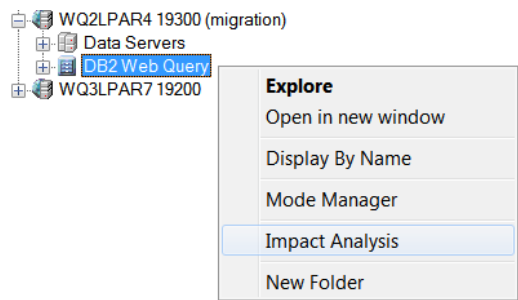 WQ2LPAR4 19300 (migration)
Data Servers
DB2 Web Query
WQ3LPAR7 19200
Explore
Open in new window
Display By Name
Mode Manager
Impact Analysis
New Folder